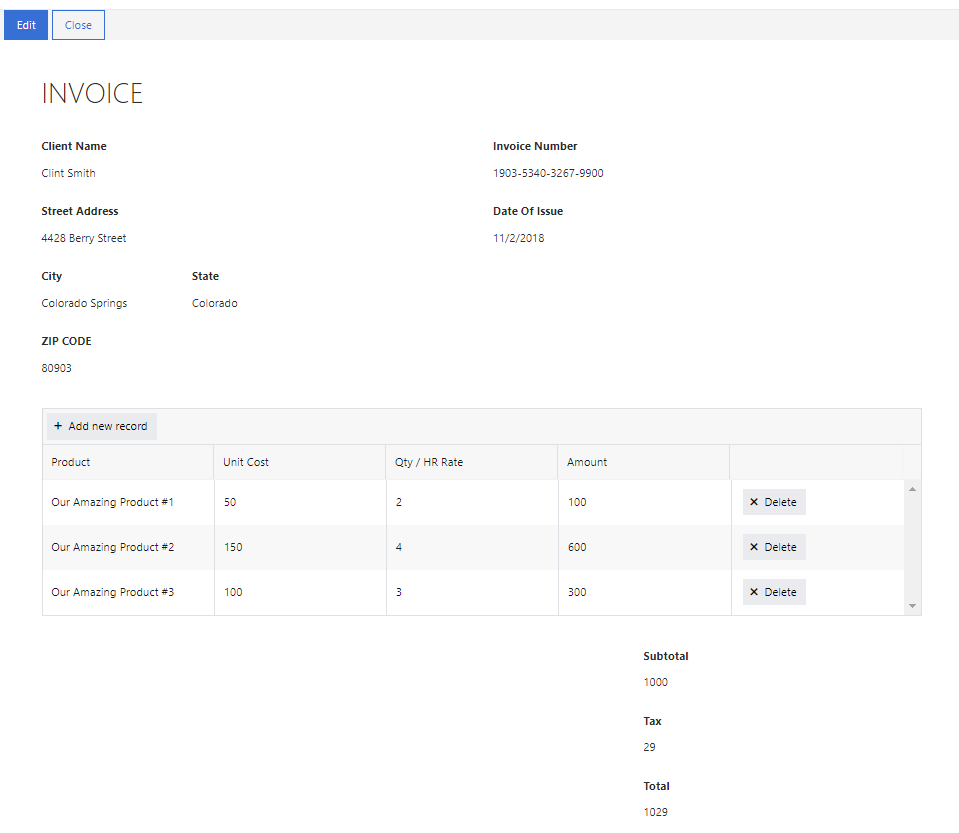 Edit Close
INVOICE
Client Name Invoice Number
Clint Smith 1903-5340-3267-9900
Street Address Date Of Issue
4428 Berry Street 11/2/2018
City State
Colorado Springs Colorado
ZIP CODE
80903
+ Add new record
Product Unit Cost Qty / HR Rate Amount
Our Amazing Product #1 50 2 100 × Delete
Our Amazing Product #2 150 4 600 × Delete
Our Amazing Product #3 100 3 300 × Delete
Subtotal
1000
Tax
29
Total
1029